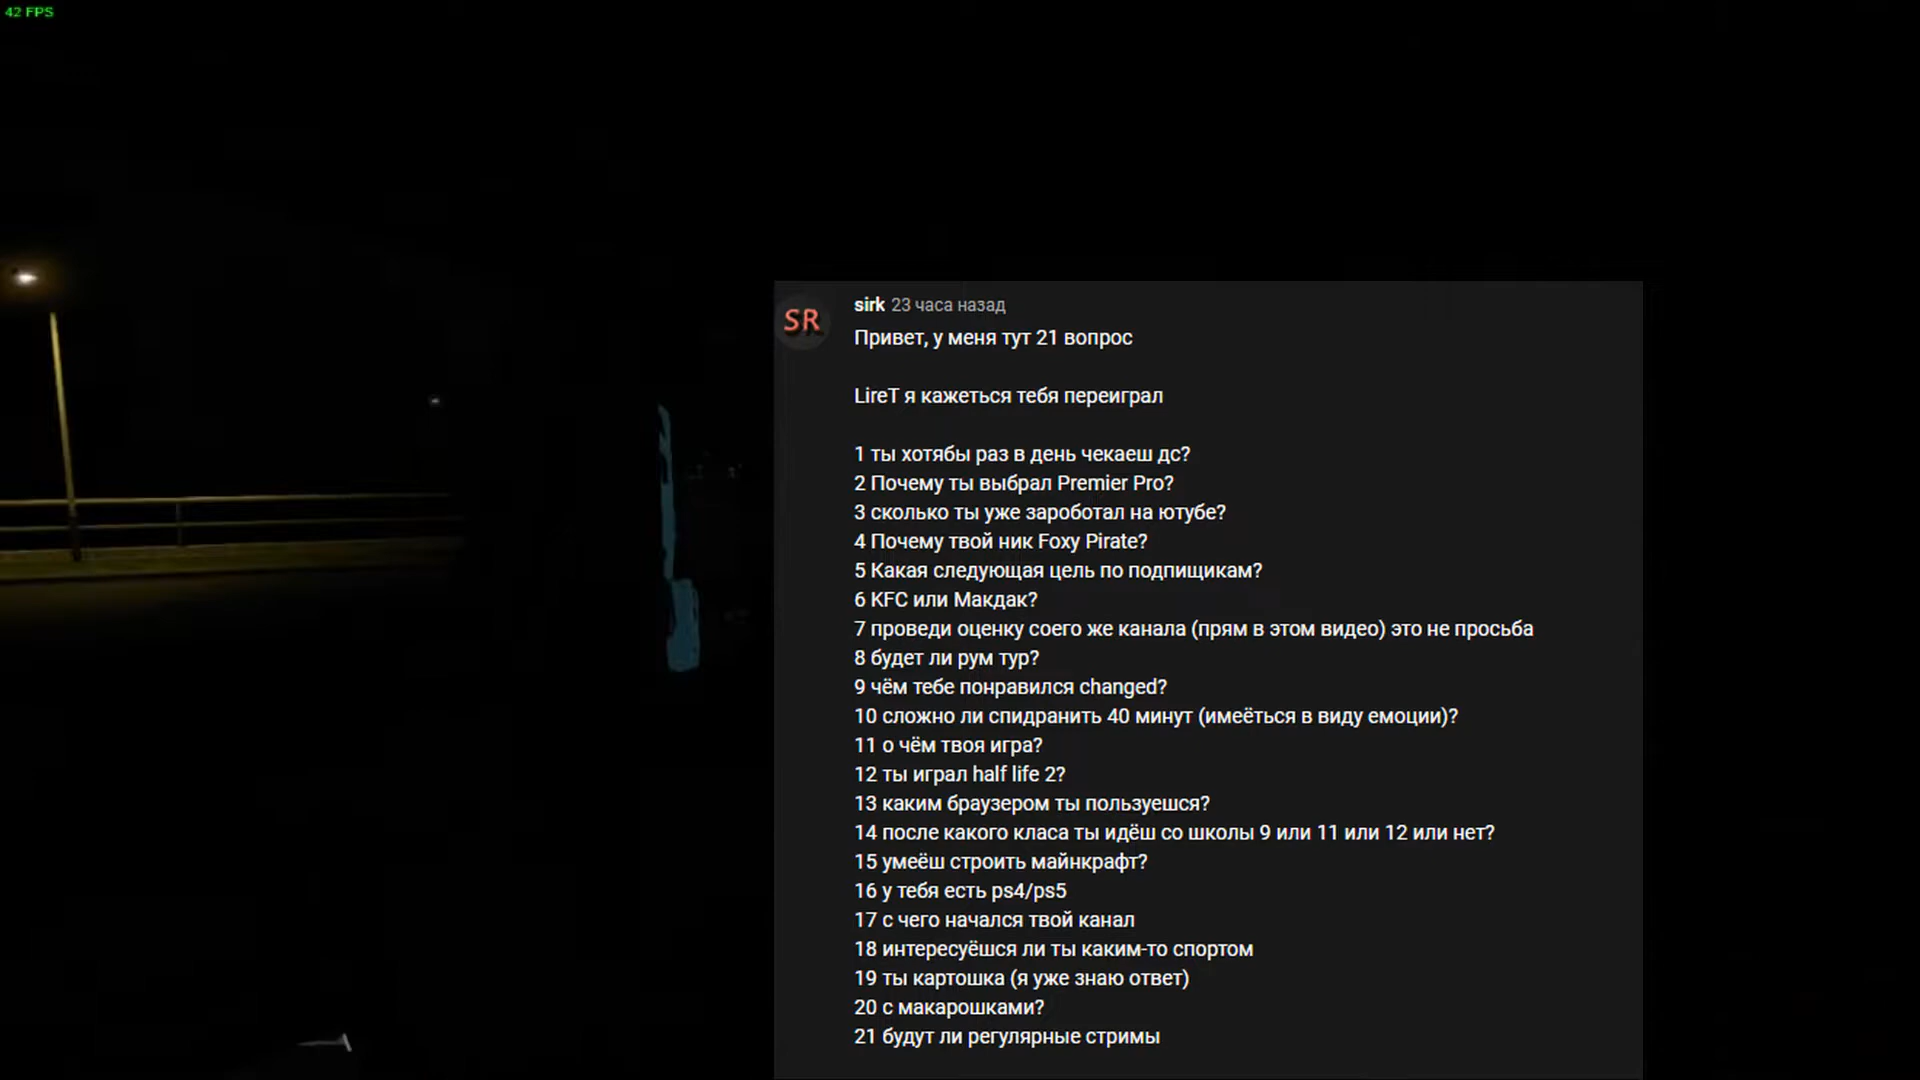 42 FPS
SR
sirk 23 часа назад
Привет, у меня тут 21 вопрос
LireT я кажеться тебя переиграл
1 ты хотябы раз в день чекаеш дс?
2 Почему ты выбрал Premier Pro?
3 сколько ты уже зароботал на ютубе?
4 Почему твой ник Foxy Pirate?
5 Какая следующая цель по подпищикам?
6 KFC или Макдак?
7 проведи оценку соего же канала (прям в этом видео) это не просьба
8 будет ли рум тур?
9 чём тебе понравился changed?
10 сложно ли спидранить 40 минут (имеёться в виду емоции)?
11 о чём твоя игра?
12 ты играл half life 2?
13 каким браузером ты пользуешся?
14 после какого класа ты идёш со школы 9 или 11 или 12 или нет?
15 умеёш строить майнкрафт?
16 у тебя есть ps4/ps5
17 с чего начался твой канал
18 интересуёшся ли ты каким-то спортом
19 ты картошка (я уже знаю ответ)
20 с макарошками?
21 будут ли регулярные стримы